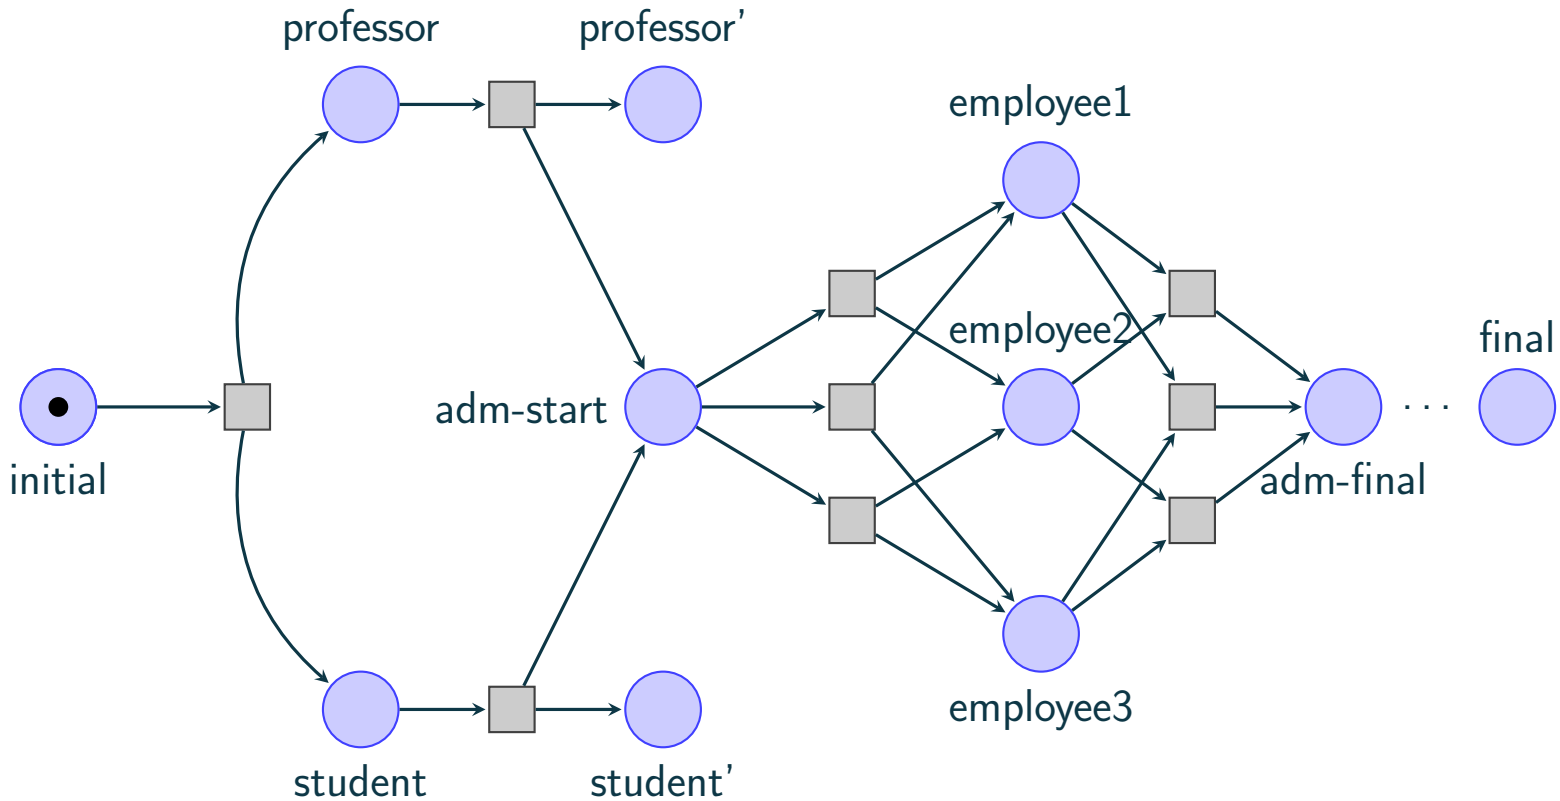 professor
professor'
employee1
employee2
final
adm-start
. . .
initial
adm-final
employee3
student
student'